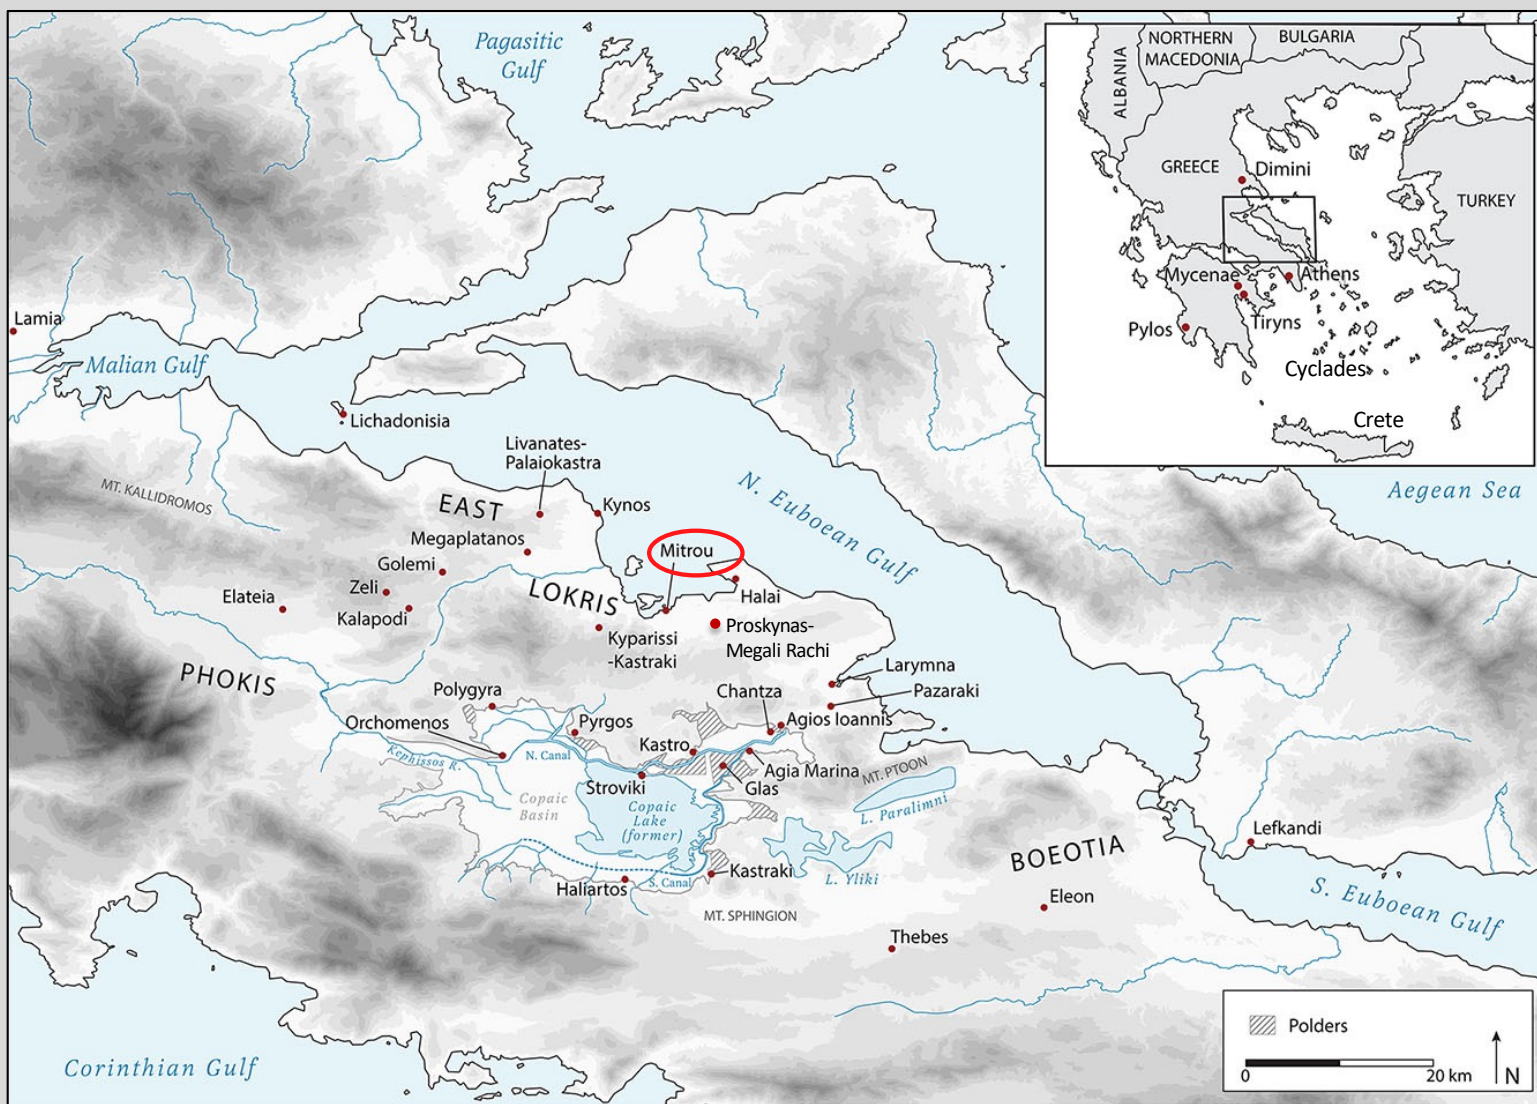 Pagasitic
Gulf
NORTHERN
MACEDONIA
BULGARIA
ALBANIA
GREECE
Dimini
TURKEY
Mycenae
Athens
Tiryns
Pylos
Cyclades
Crete
Lamia
Malian Gulf
Lichadonisia
Livanates-
Palaiokastra
MT. KALLIDROMOS
EAST
Kynos
N. Euboean Gulf
Aegean Sea
Megaplatanos
Mitrou
Golemi
Zeli
Elateia
Kalapodi
LOKRIS
Halai
Kyparissi
-Kastraki
Proskynas-
Megali Rachi
PHOKIS
Larymna
Polygyra
Chantza
Pazaraki
Orchomenos
Pyrgos
Agios Ioannis
Kephissos R.
N. Canal
Kastro
Agia Marina
MT. PTOON
Stroviki
Glas
Copaic
Basin
Copaic
Lake
(former)
L. Paralimni
Lefkandi
BOEOTIA
Haliartos
S. Canal
Kastraki
L. Yliki
Eleon
S. Euboean Gulf
MT. SPHINGION
Thebes
Corinthian Gulf
Polders
0
20 km
N